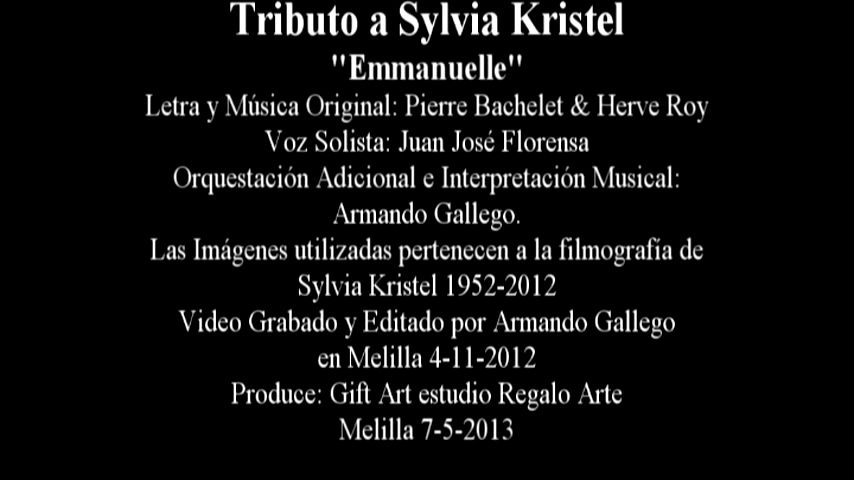 Tributo a Sylvia Kristel
"Emmanuelle"
Letra y Música Original: Pierre Bachelet & Herve Roy
Voz Solista: Juan José Florensa
Orquestación Adicional e Interpretación Musical:
Armando Gallego.
Las Imágenes utilizadas pertenecen a la filmografía de
Sylvia Kristel 1952-2012
Video Grabado y Editado por Armando Gallego
en Melilla 4-11-2012
Produce: Gift Art estudio Regalo Arte
Melilla 7-5-2013